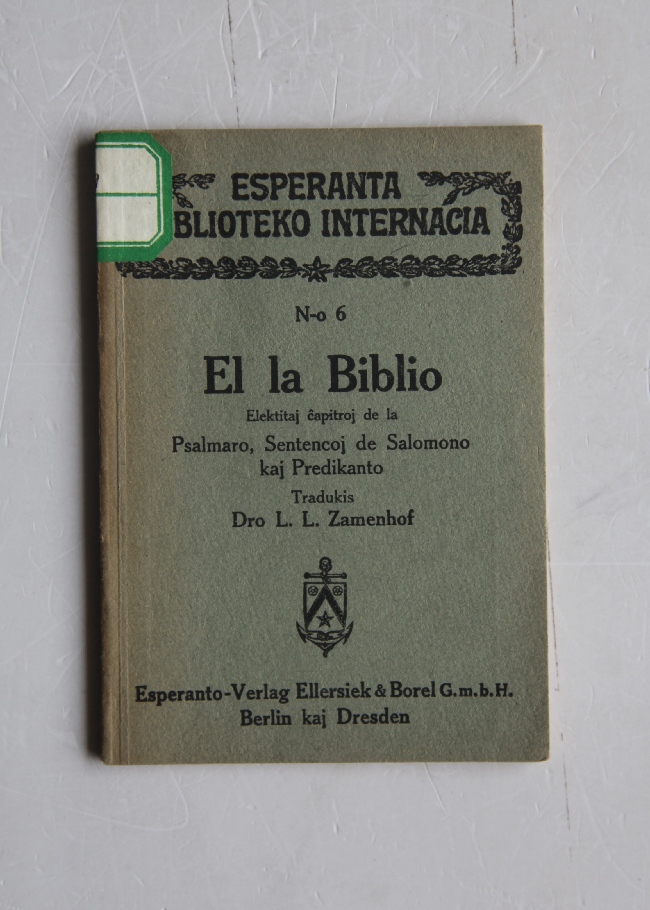 ESPERANTA
BLIOTEKO INTERNACIA
N-o 6
El la Biblio
Elektitaj ĉapitroj de la
Psalmaro, Sentencoj de Salomono
kaj Predikanto
Tradukis
Dro L. L. Zamenhof
Esperanto-Verlag Ellersiek & Borel G.m.b.H.
Berlin kaj Dresden